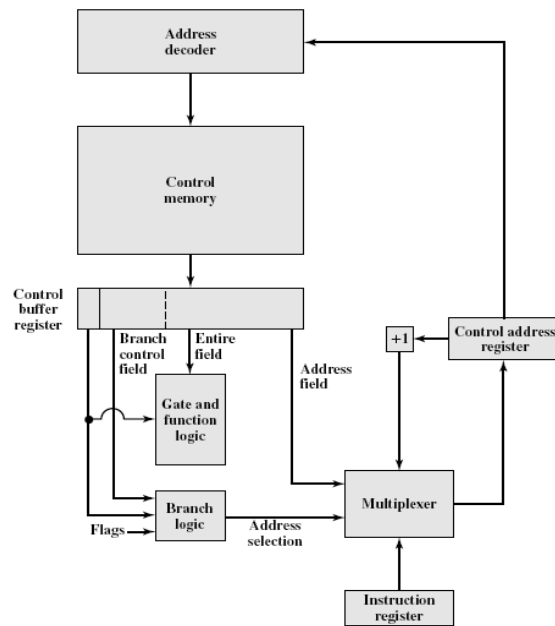 Address
decoder
Control
memory
Control
buffer
register
Branch
control
field
Entire
field
Address
field
+1
Control address
register
Gate and
function
logic
Multiplexer
Branch
logic
Flags
Address
selection
Instruction
register